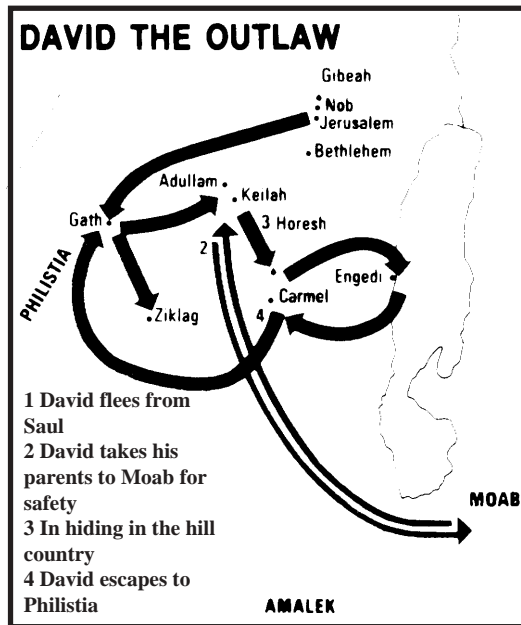 DAVID THE OUTLAW
Gibeah
Nob
Jerusalem
Bethlehem
Adullam
Keilah
Gath
3 Horesh
2
PHILISTIA
Engedi
Carmel
Ziklag
4
1 David flees from
Saul
2 David takes his
parents to Moab for
safety
3 In hiding in the hill
country
4 David escapes to
Philistia
MOAB
AMALEK